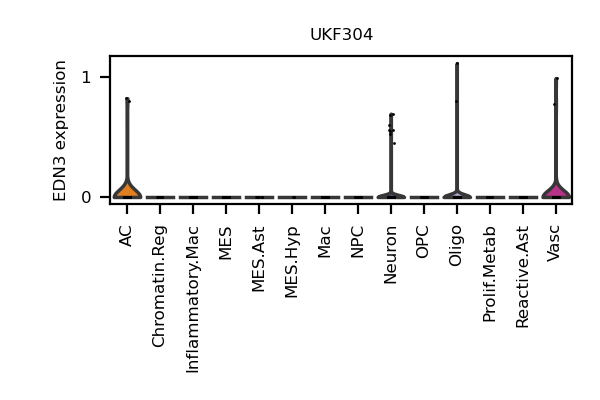 UKF304
EDN3 expression
1
0
AC
Chromatin.Reg
Inflammatory.Mac
MES
MES.Ast
MES.Hyp
Mac
NPC
Neuron
OPC
Oligo
Prolif.Metab
Reactive.Ast
Vasc